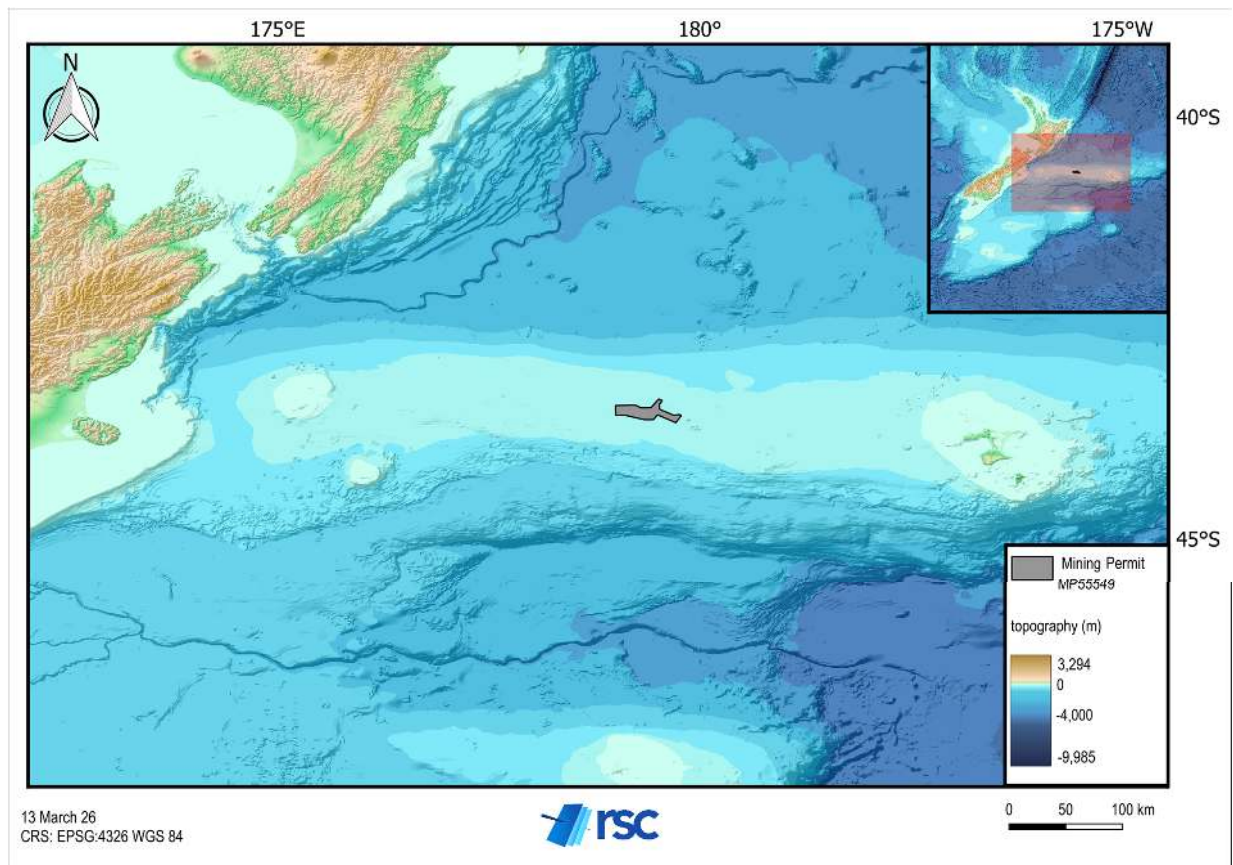 175°E 180° 175°W
N
40°S
45°S
Mining Permit
MP55549
topography (m)
3,294
0
-4,000
-9,985
13 March 26
CRS: EPSG:4326 WGS 84
rsc
0 50 100 km